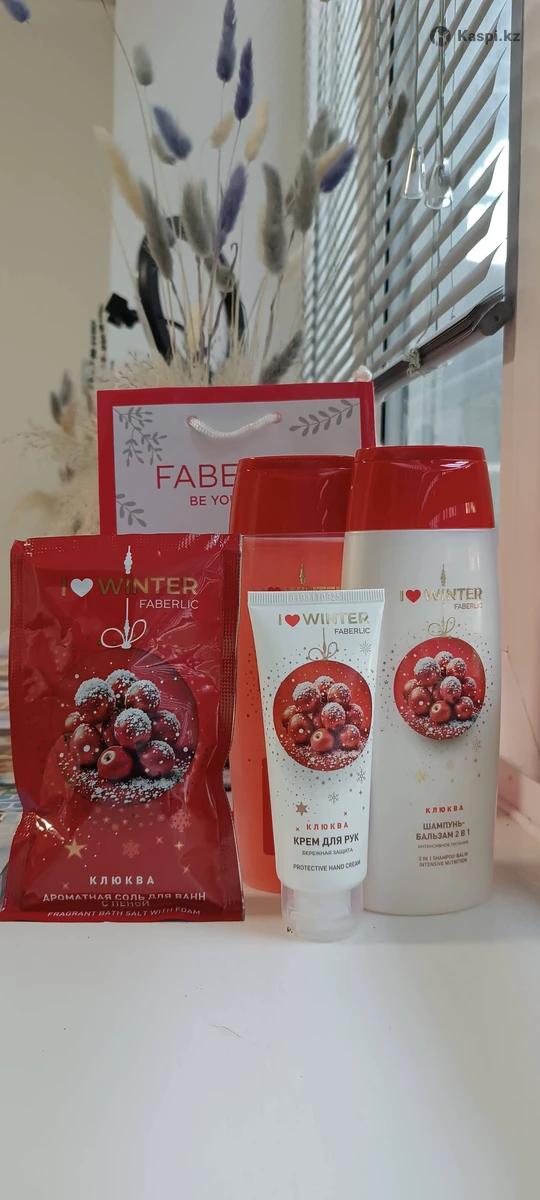 Kaspi.kz
FABE
BE YOU
I ❤ WINTER
FABERLIC
КЛЮКВА
АРОМАТНАЯ СОЛЬ ДЛЯ ВАНН
С ПЕНОЙ
FRAGRANT BATH SALT WITH FOAM
I ❤ WINTER
FABERLIC
КЛЮКВА
КРЕМ ДЛЯ РУК
БЕРЕЖНАЯ ЗАЩИТА
PROTECTIVE HAND CREAM
I ❤ WINTER
FABERLIC
КЛЮКВА
ШАМПУНЬ-
БАЛЬЗАМ 2 В 1
ИНТЕНСИВНОЕ ПИТАНИЕ
2 IN 1 SHAMPOO-BALM
INTENSIVE NUTRITION